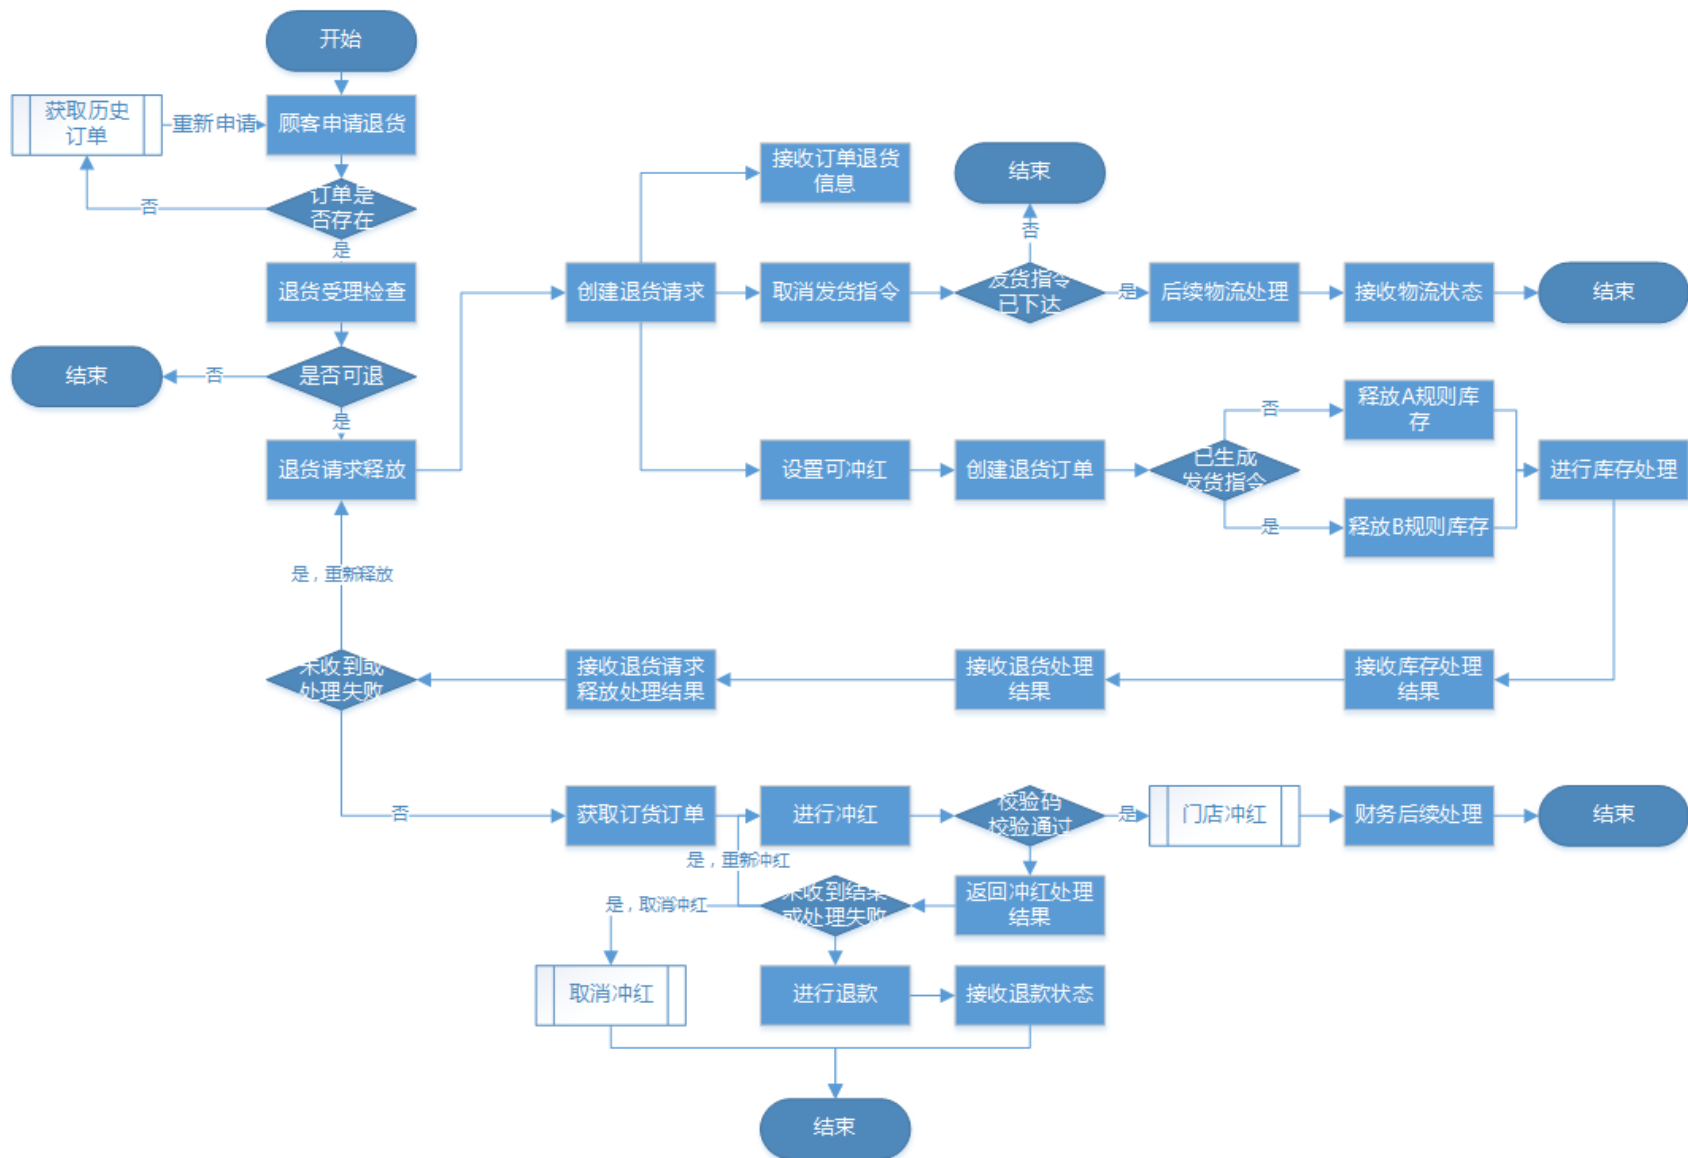 开始
获取历史
订单
重新申请
顾客申请退货
订单是
否存在
否
是
退货受理检查
是否可退
否
结束
是
退货请求释放
创建退货请求
接收订单退货
信息
取消发货指令
发货指令
已下达
否
结束
是
后续物流处理
接收物流状态
结束
设置可冲红
创建退货订单
已生成
发货指令
否
释放A规则库
存
是
释放B规则库存
进行库存处理
接收库存处理
结果
接收退货处理
结果
接收退货请求
释放处理结果
未收到或
处理失败
是，重新释放
否
获取订货订单
进行冲红
校验码
校验通过
是
门店冲红
财务后续处理
结束
返回冲红处理
结果
未收到结果
或处理失败
是，重新冲红
是，取消冲红
取消冲红
进行退款
接收退款状态
结束